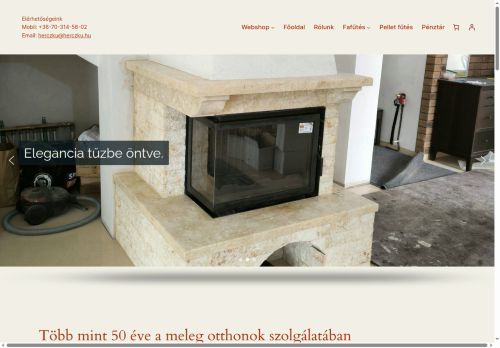 Elérhetőségeink
Mobil: +36-70-314-56-02
Email: herczku@herczku.hu
Webshop Főoldal Rólunk Fafűtés Pellet fűtés Pénztár
Elegancia tűzbe öntve.
Több mint 50 éve a meleg otthonok szolgálatában